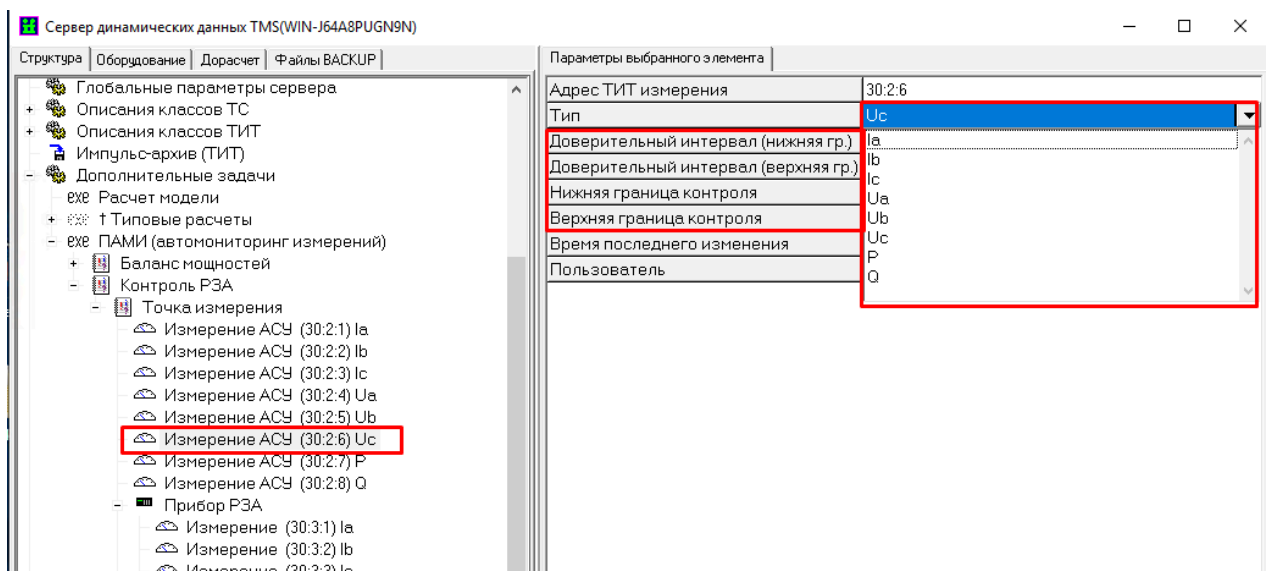 Сервер динамических данных TMS(WIN-J64A8PUGN9N)
Структура Оборудование Дорасчет Файлы BACKUP
Глобальные параметры сервера
Описания классов ТС
Описания классов ТИТ
Импульс-архив (ТИТ)
Дополнительные задачи
exe Расчет модели
exe † Типовые расчеты
exe ПАМИ (автомониторинг измерений)
Баланс мощностей
Контроль РЗА
Точка измерения
Измерение АСУ (30:2:1) Ia
Измерение АСУ (30:2:2) Ib
Измерение АСУ (30:2:3) Ic
Измерение АСУ (30:2:4) Ua
Измерение АСУ (30:2:5) Ub
Измерение АСУ (30:2:6) Uc
Измерение АСУ (30:2:7) P
Измерение АСУ (30:2:8) Q
Прибор РЗА
Измерение (30:3:1) Ia
Измерение (30:3:2) Ib
Измерение (30:3:3) Ic
Параметры выбранного элемента
Адрес ТИТ измерения 30:2:6
Тип Uc
Доверительный интервал (нижняя гр.)
Доверительный интервал (верхняя гр.)
Нижняя граница контроля
Верхняя граница контроля
Время последнего изменения
Пользователь
Ia
Ib
Ic
Ua
Ub
Uc
P
Q